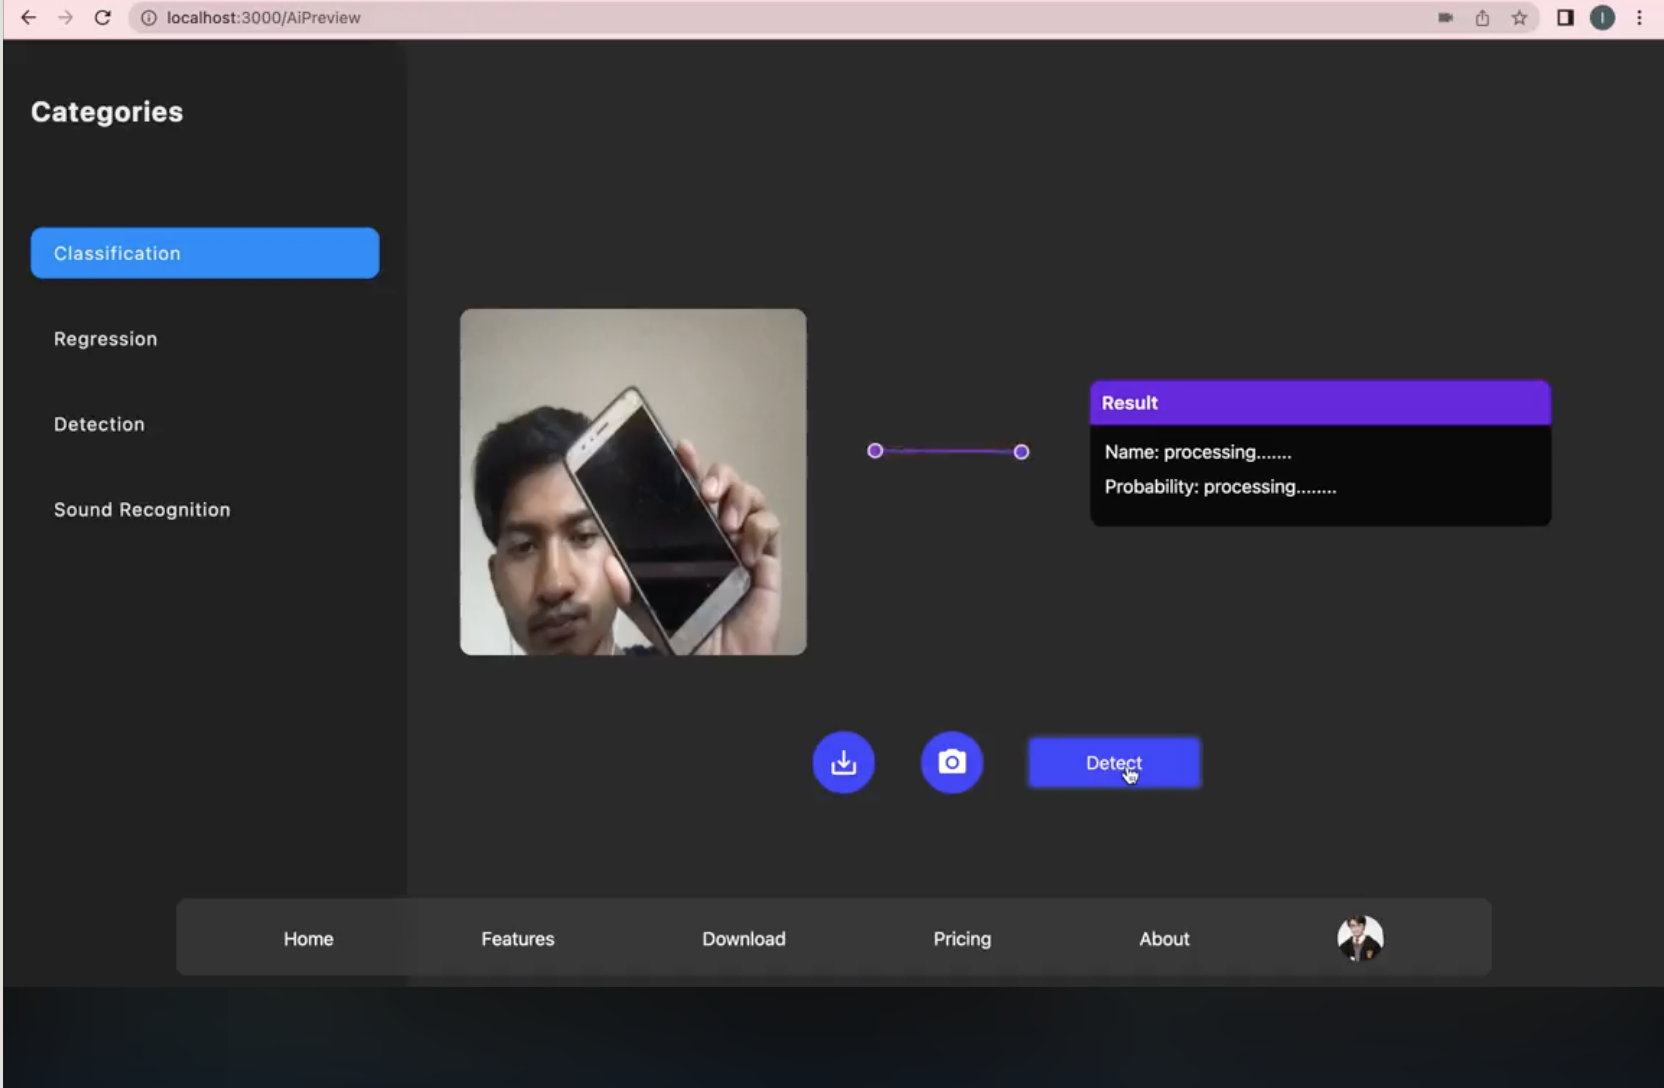 localhost:3000/AiPreview
I
Categories
Classification
Regression
Detection
Sound Recognition
Result
Name: processing.......
Probability: processing........
Detect
Home
Features
Download
Pricing
About